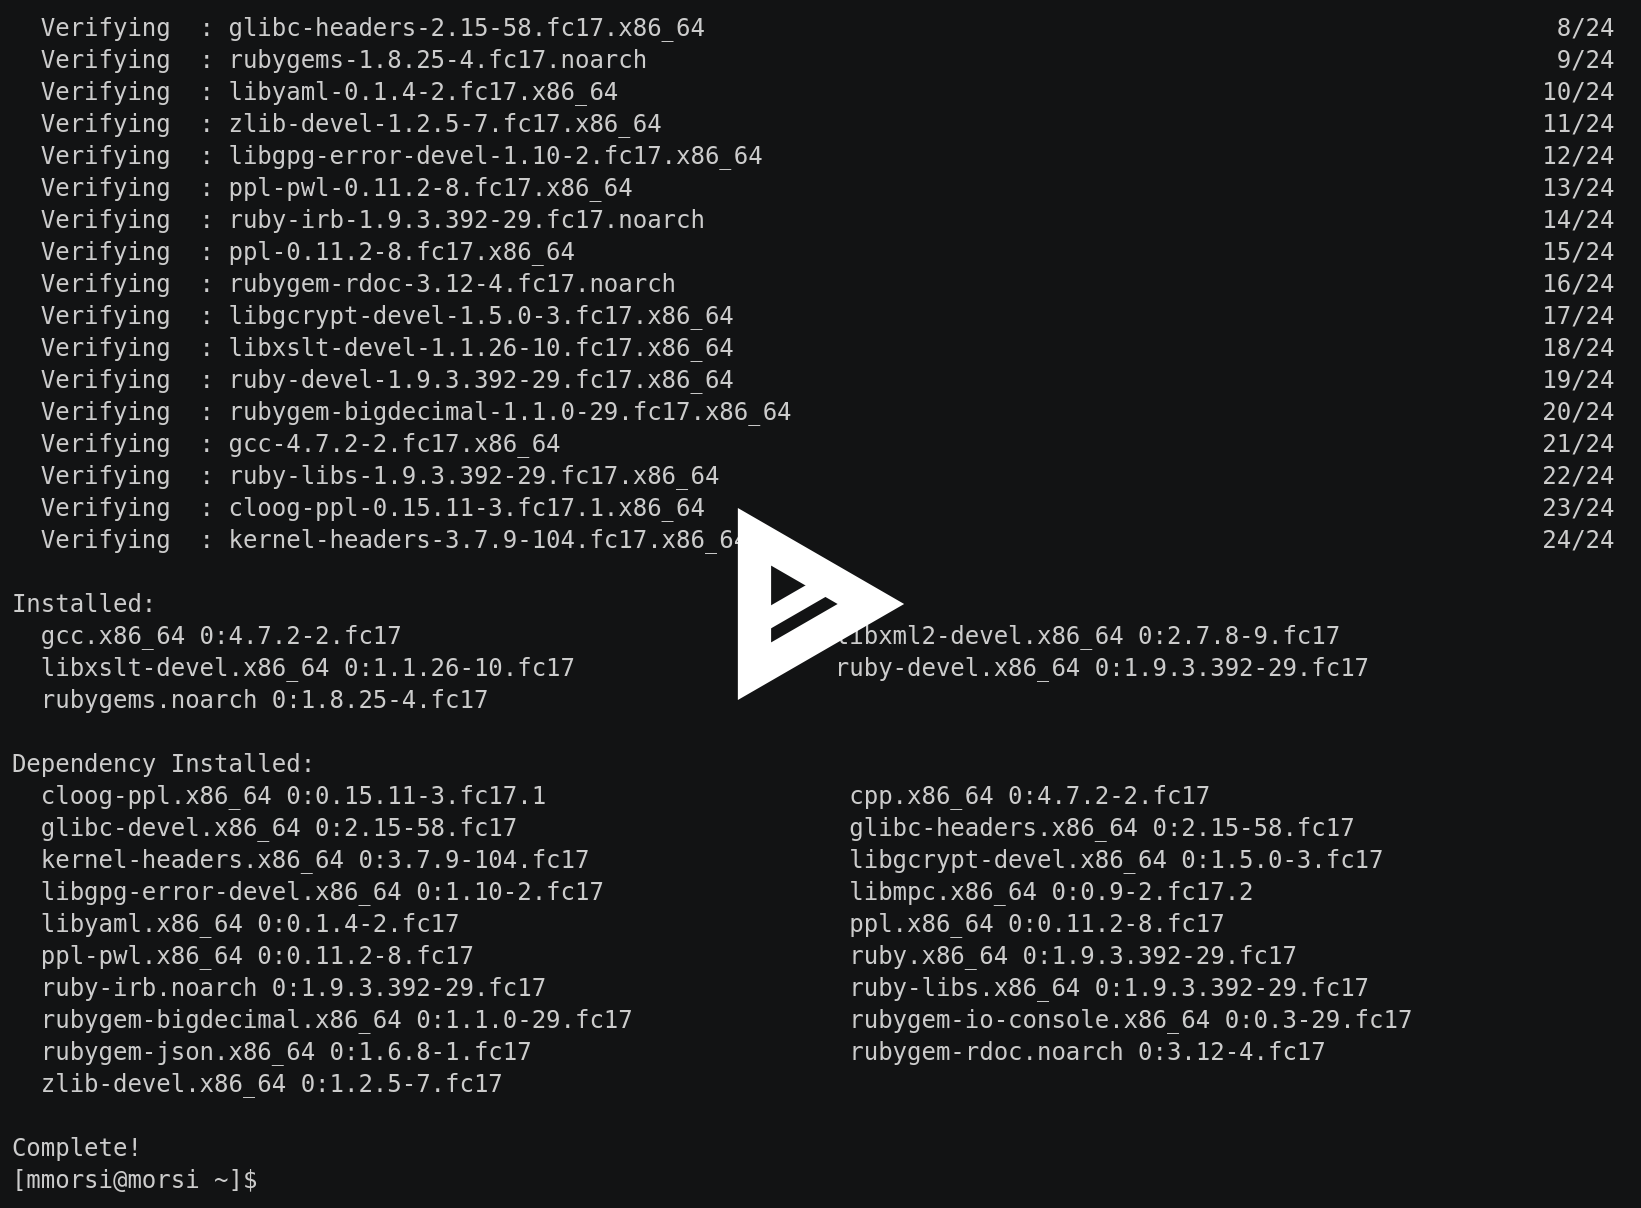 Verifying  : glibc-headers-2.15-58.fc17.x86_64 8/24
Verifying  : rubygems-1.8.25-4.fc17.noarch 9/24
Verifying  : libyaml-0.1.4-2.fc17.x86_64 10/24
Verifying  : zlib-devel-1.2.5-7.fc17.x86_64 11/24
Verifying  : libgpg-error-devel-1.10-2.fc17.x86_64 12/24
Verifying  : ppl-pwl-0.11.2-8.fc17.x86_64 13/24
Verifying  : ruby-irb-1.9.3.392-29.fc17.noarch 14/24
Verifying  : ppl-0.11.2-8.fc17.x86_64 15/24
Verifying  : rubygem-rdoc-3.12-4.fc17.noarch 16/24
Verifying  : libgcrypt-devel-1.5.0-3.fc17.x86_64 17/24
Verifying  : libxslt-devel-1.1.26-10.fc17.x86_64 18/24
Verifying  : ruby-devel-1.9.3.392-29.fc17.x86_64 19/24
Verifying  : rubygem-bigdecimal-1.1.0-29.fc17.x86_64 20/24
Verifying  : gcc-4.7.2-2.fc17.x86_64 21/24
Verifying  : ruby-libs-1.9.3.392-29.fc17.x86_64 22/24
Verifying  : cloog-ppl-0.15.11-3.fc17.1.x86_64 23/24
Verifying  : kernel-headers-3.7.9-104.fc17.x86_64 24/24
Installed:
gcc.x86_64 0:4.7.2-2.fc17 libxml2-devel.x86_64 0:2.7.8-9.fc17
libxslt-devel.x86_64 0:1.1.26-10.fc17 ruby-devel.x86_64 0:1.9.3.392-29.fc17
rubygems.noarch 0:1.8.25-4.fc17
Dependency Installed:
cloog-ppl.x86_64 0:0.15.11-3.fc17.1 cpp.x86_64 0:4.7.2-2.fc17
glibc-devel.x86_64 0:2.15-58.fc17 glibc-headers.x86_64 0:2.15-58.fc17
kernel-headers.x86_64 0:3.7.9-104.fc17 libgcrypt-devel.x86_64 0:1.5.0-3.fc17
libgpg-error-devel.x86_64 0:1.10-2.fc17 libmpc.x86_64 0:0.9-2.fc17.2
libyaml.x86_64 0:0.1.4-2.fc17 ppl.x86_64 0:0.11.2-8.fc17
ppl-pwl.x86_64 0:0.11.2-8.fc17 ruby.x86_64 0:1.9.3.392-29.fc17
ruby-irb.noarch 0:1.9.3.392-29.fc17 ruby-libs.x86_64 0:1.9.3.392-29.fc17
rubygem-bigdecimal.x86_64 0:1.1.0-29.fc17 rubygem-io-console.x86_64 0:0.3-29.fc17
rubygem-json.x86_64 0:1.6.8-1.fc17 rubygem-rdoc.noarch 0:3.12-4.fc17
zlib-devel.x86_64 0:1.2.5-7.fc17
Complete!
[mmorsi@morsi ~]$